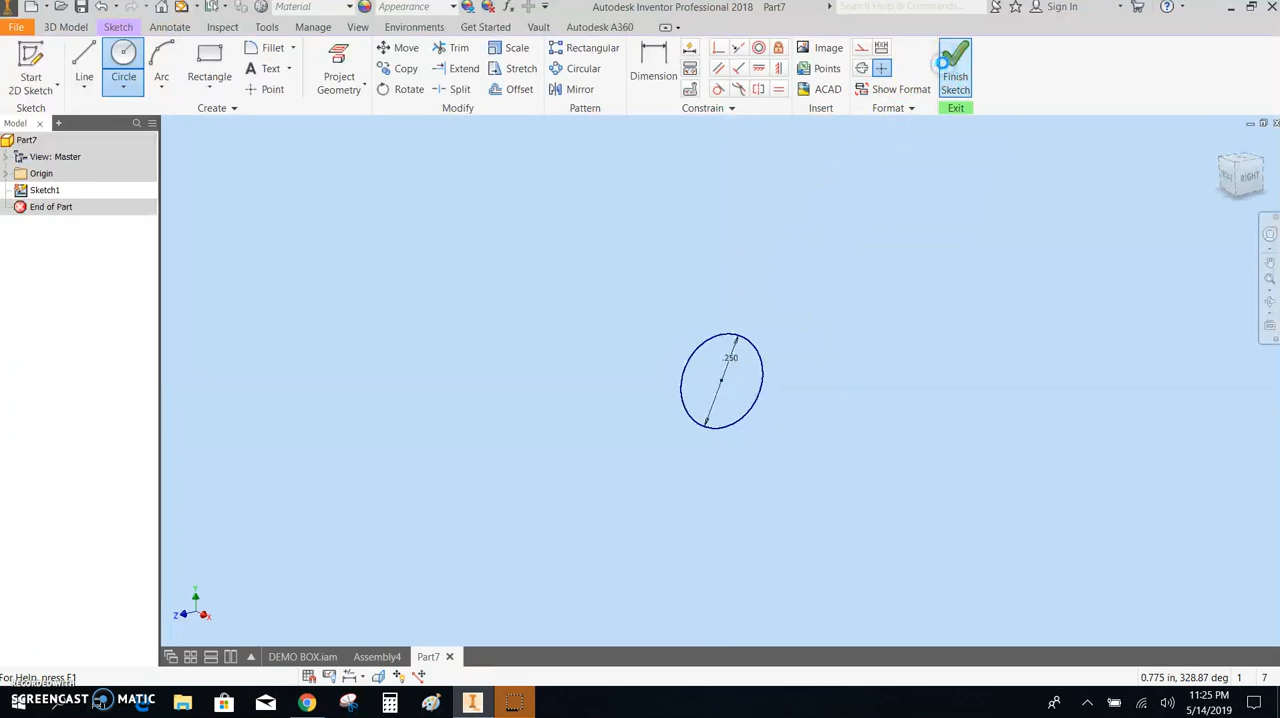 Material
Appearance
Autodesk Inventor Professional 2018 Part7
Search Help & Commands...
Sign In
File 3D Model Sketch Annotate Inspect Tools Manage View Environments Get Started Vault Autodesk A360
Start 2D Sketch
Line
Circle
Arc
Rectangle
Fillet
Text
Point
Project Geometry
Move
Copy
Rotate
Trim
Extend
Split
Scale
Stretch
Offset
Rectangular
Circular
Mirror
Dimension
Image
Points
ACAD
Show Format
Finish Sketch
Sketch Create Modify Pattern Constrain Insert Format Exit
Model
Part7
View: Master
Origin
Sketch1
End of Part
RIGHT
.250
Y
Z X
DEMO BOX.iam Assembly4 Part7
For Help, press F1
0.775 in, 328.87 deg 1 7
SCREENCAST MATIC
11:25 PM
5/14/2019